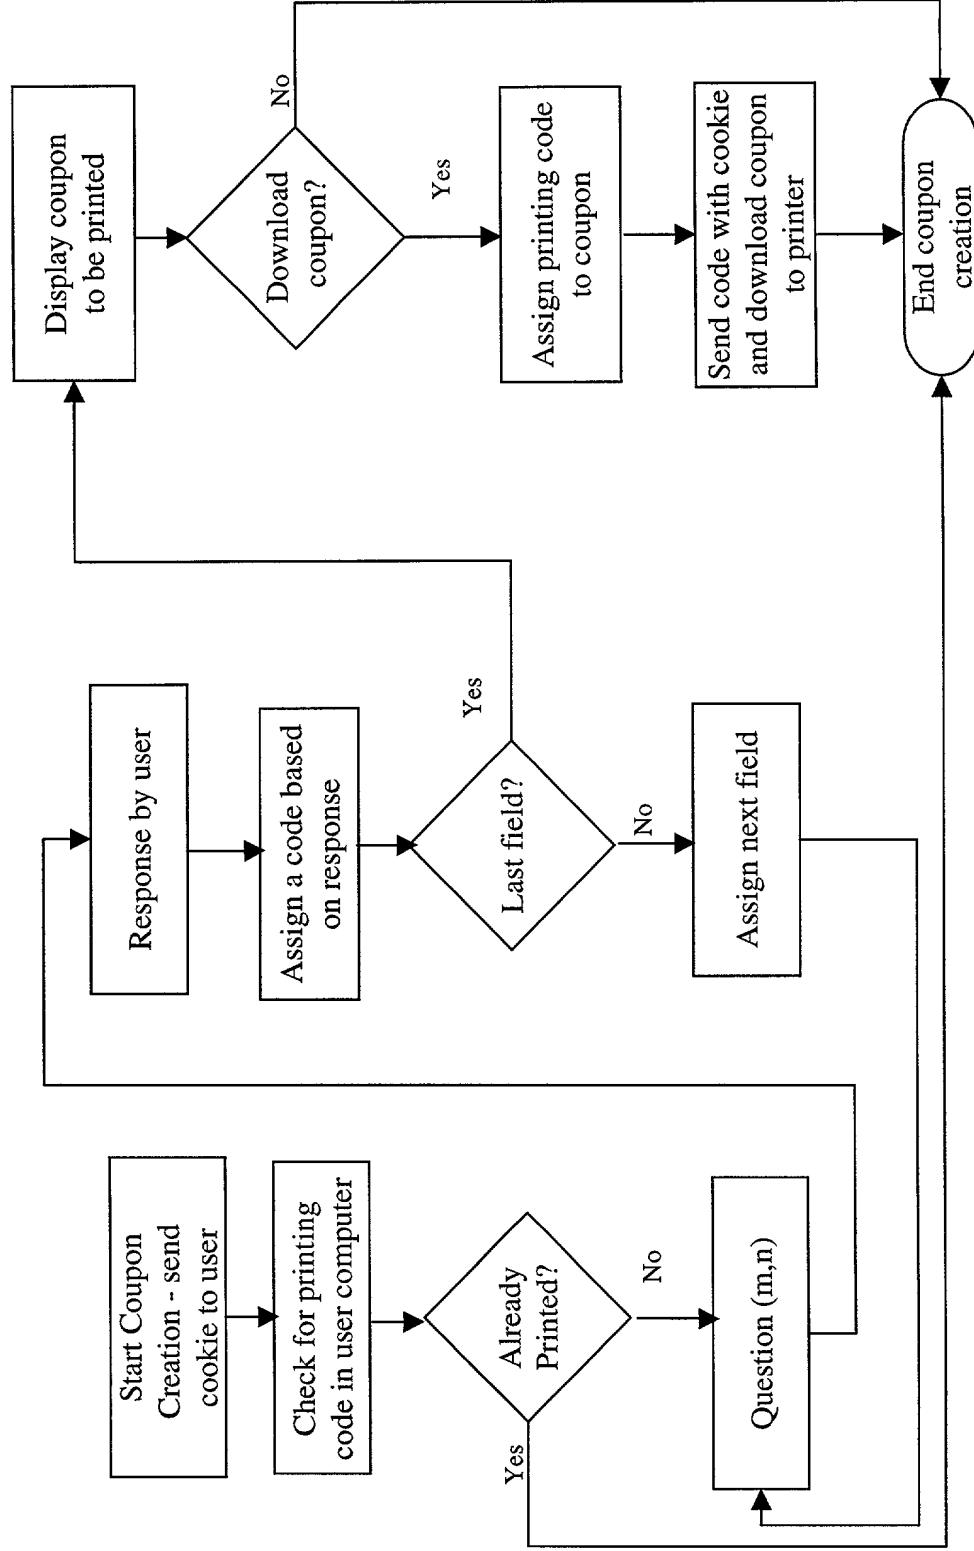 Start Coupon
Creation - send
cookie to user
Check for printing
code in user computer
Already
Printed?
Yes
No
Question (m,n)
Response by user
Assign a code based
on response
Last field?
Yes
No
Assign next field
Display coupon
to be printed
Download
coupon?
No
Yes
Assign printing code
to coupon
Send code with cookie
and download coupon
to printer
End coupon
creation